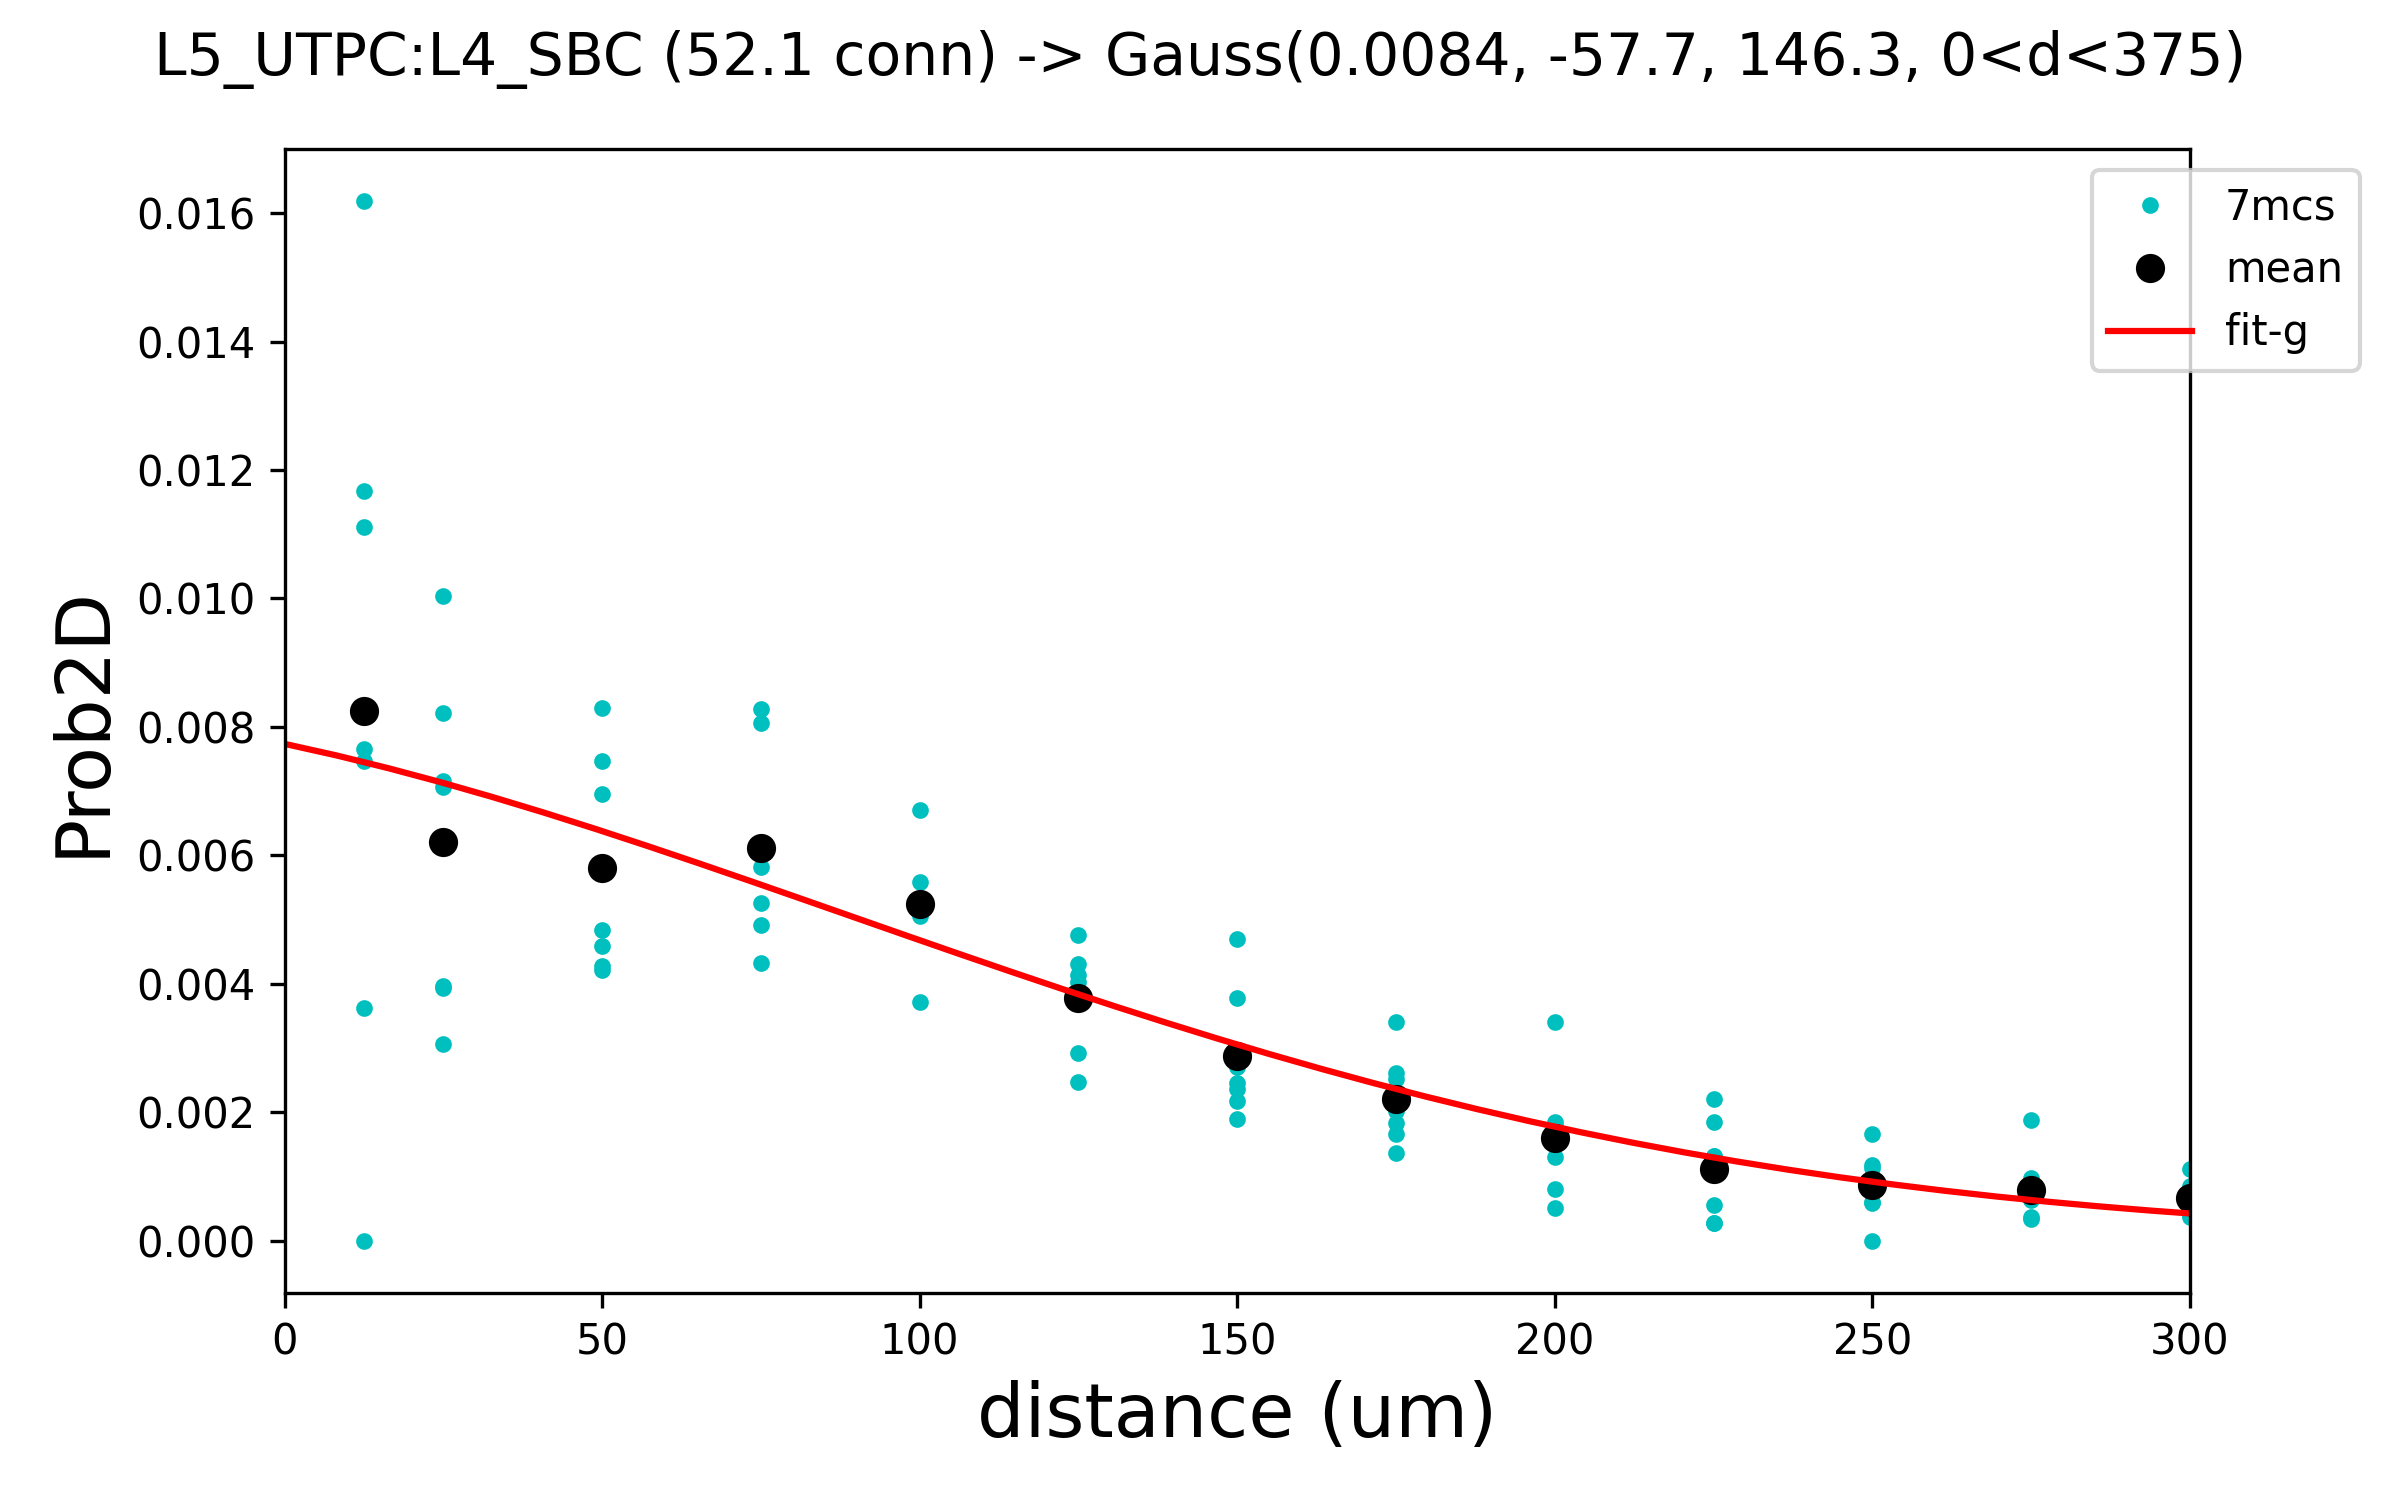 L5_UTPC:L4_SBC (52.1 conn) -> Gauss(0.0084, -57.7, 146.3, 0<d<375)
7mcs
mean
fit-g
Prob2D
0.016
0.014
0.012
0.010
0.008
0.006
0.004
0.002
0.000
0 50 100 150 200 250 300
distance (um)